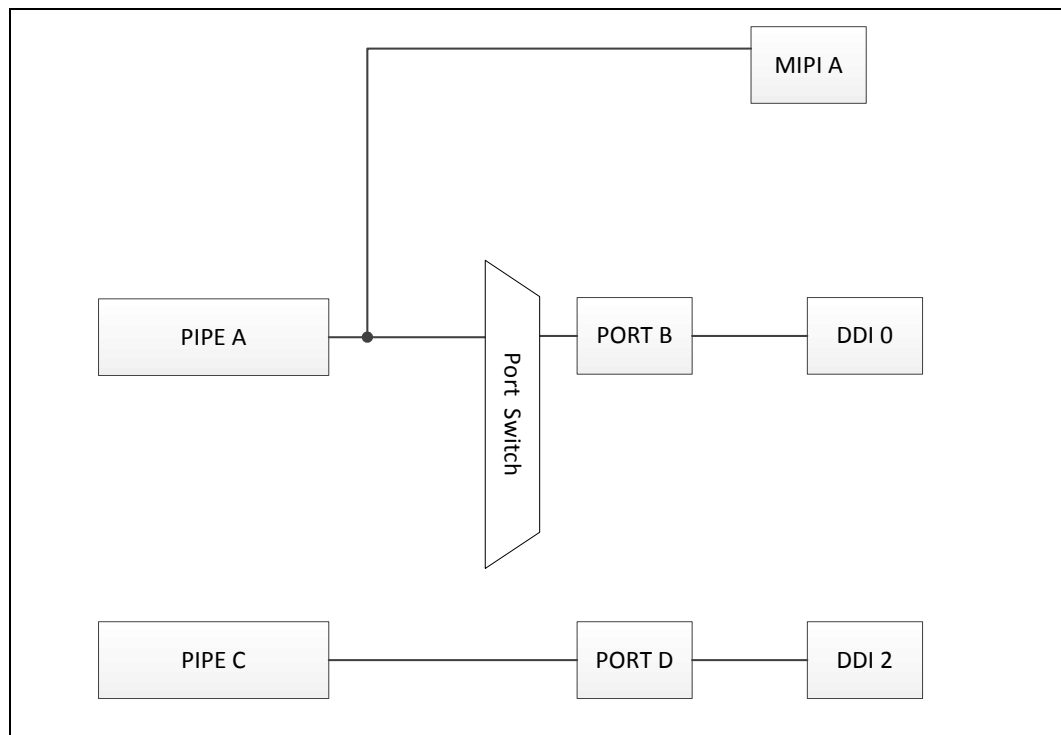 MIPI A
PIPE A
Port Switch
PORT B
DDI 0
PIPE C
PORT D
DDI 2